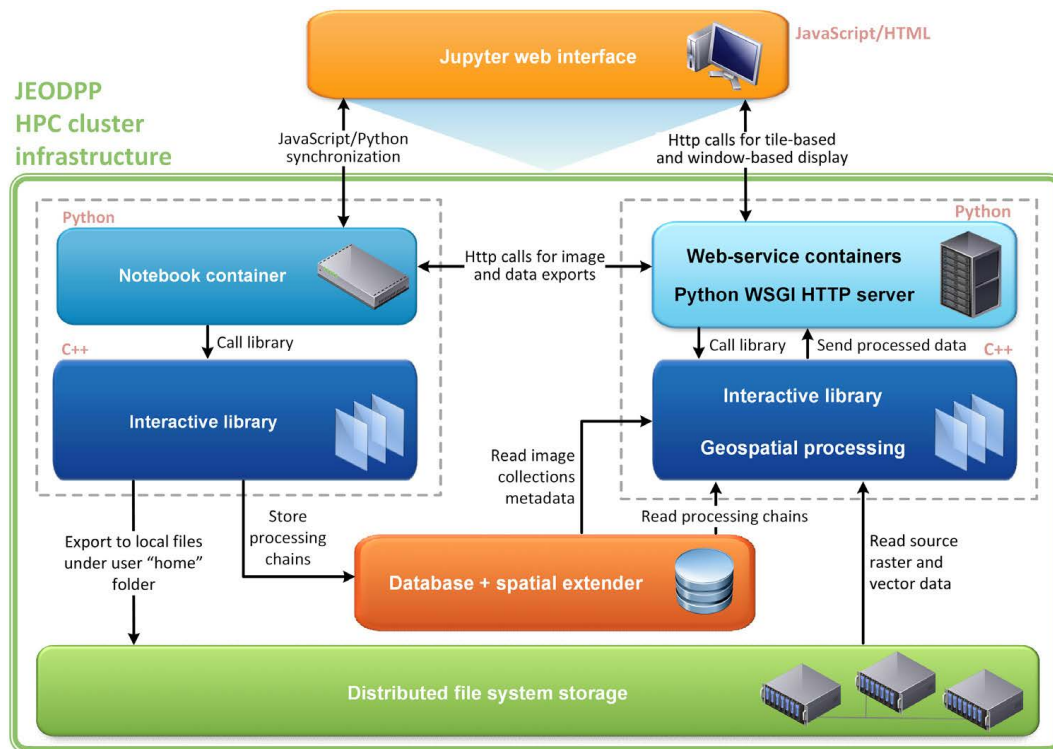 JavaScript/HTML
Jupyter web interface
JEODPP
HPC cluster
infrastructure
JavaScript/Python
synchronization
Http calls for tile-based
and window-based display
Python
Notebook container
Http calls for image
and data exports
Python
Web-service containers
Python WSGI HTTP server
Call library
C++
Interactive library
Call library
Send processed data
C++
Interactive library
Geospatial processing
Export to local files
under user “home”
folder
Store
processing
chains
Read image
collections
metadata
Read processing chains
Read source
raster and
vector data
Database + spatial extender
Distributed file system storage